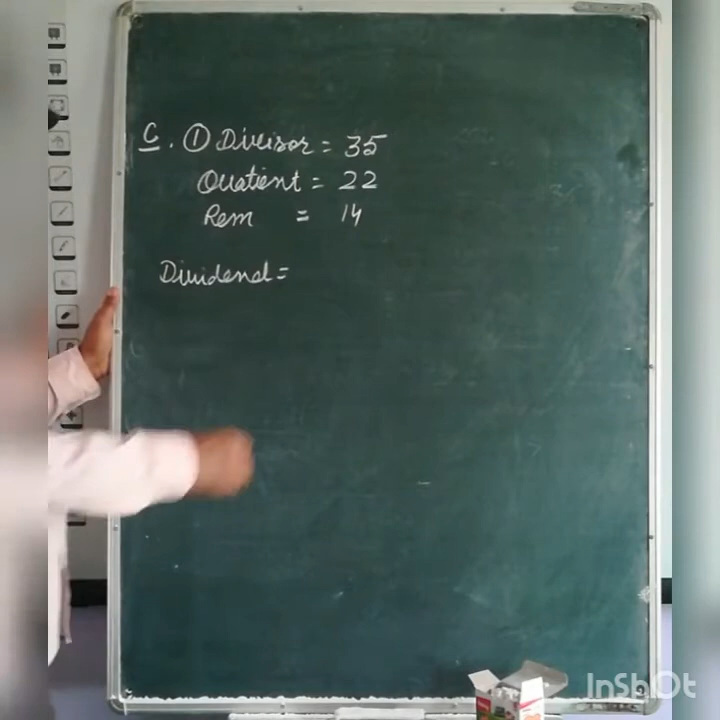 C. ① Divisor = 35
Quatient = 22
Rem = 14
Dividend =
InShOt